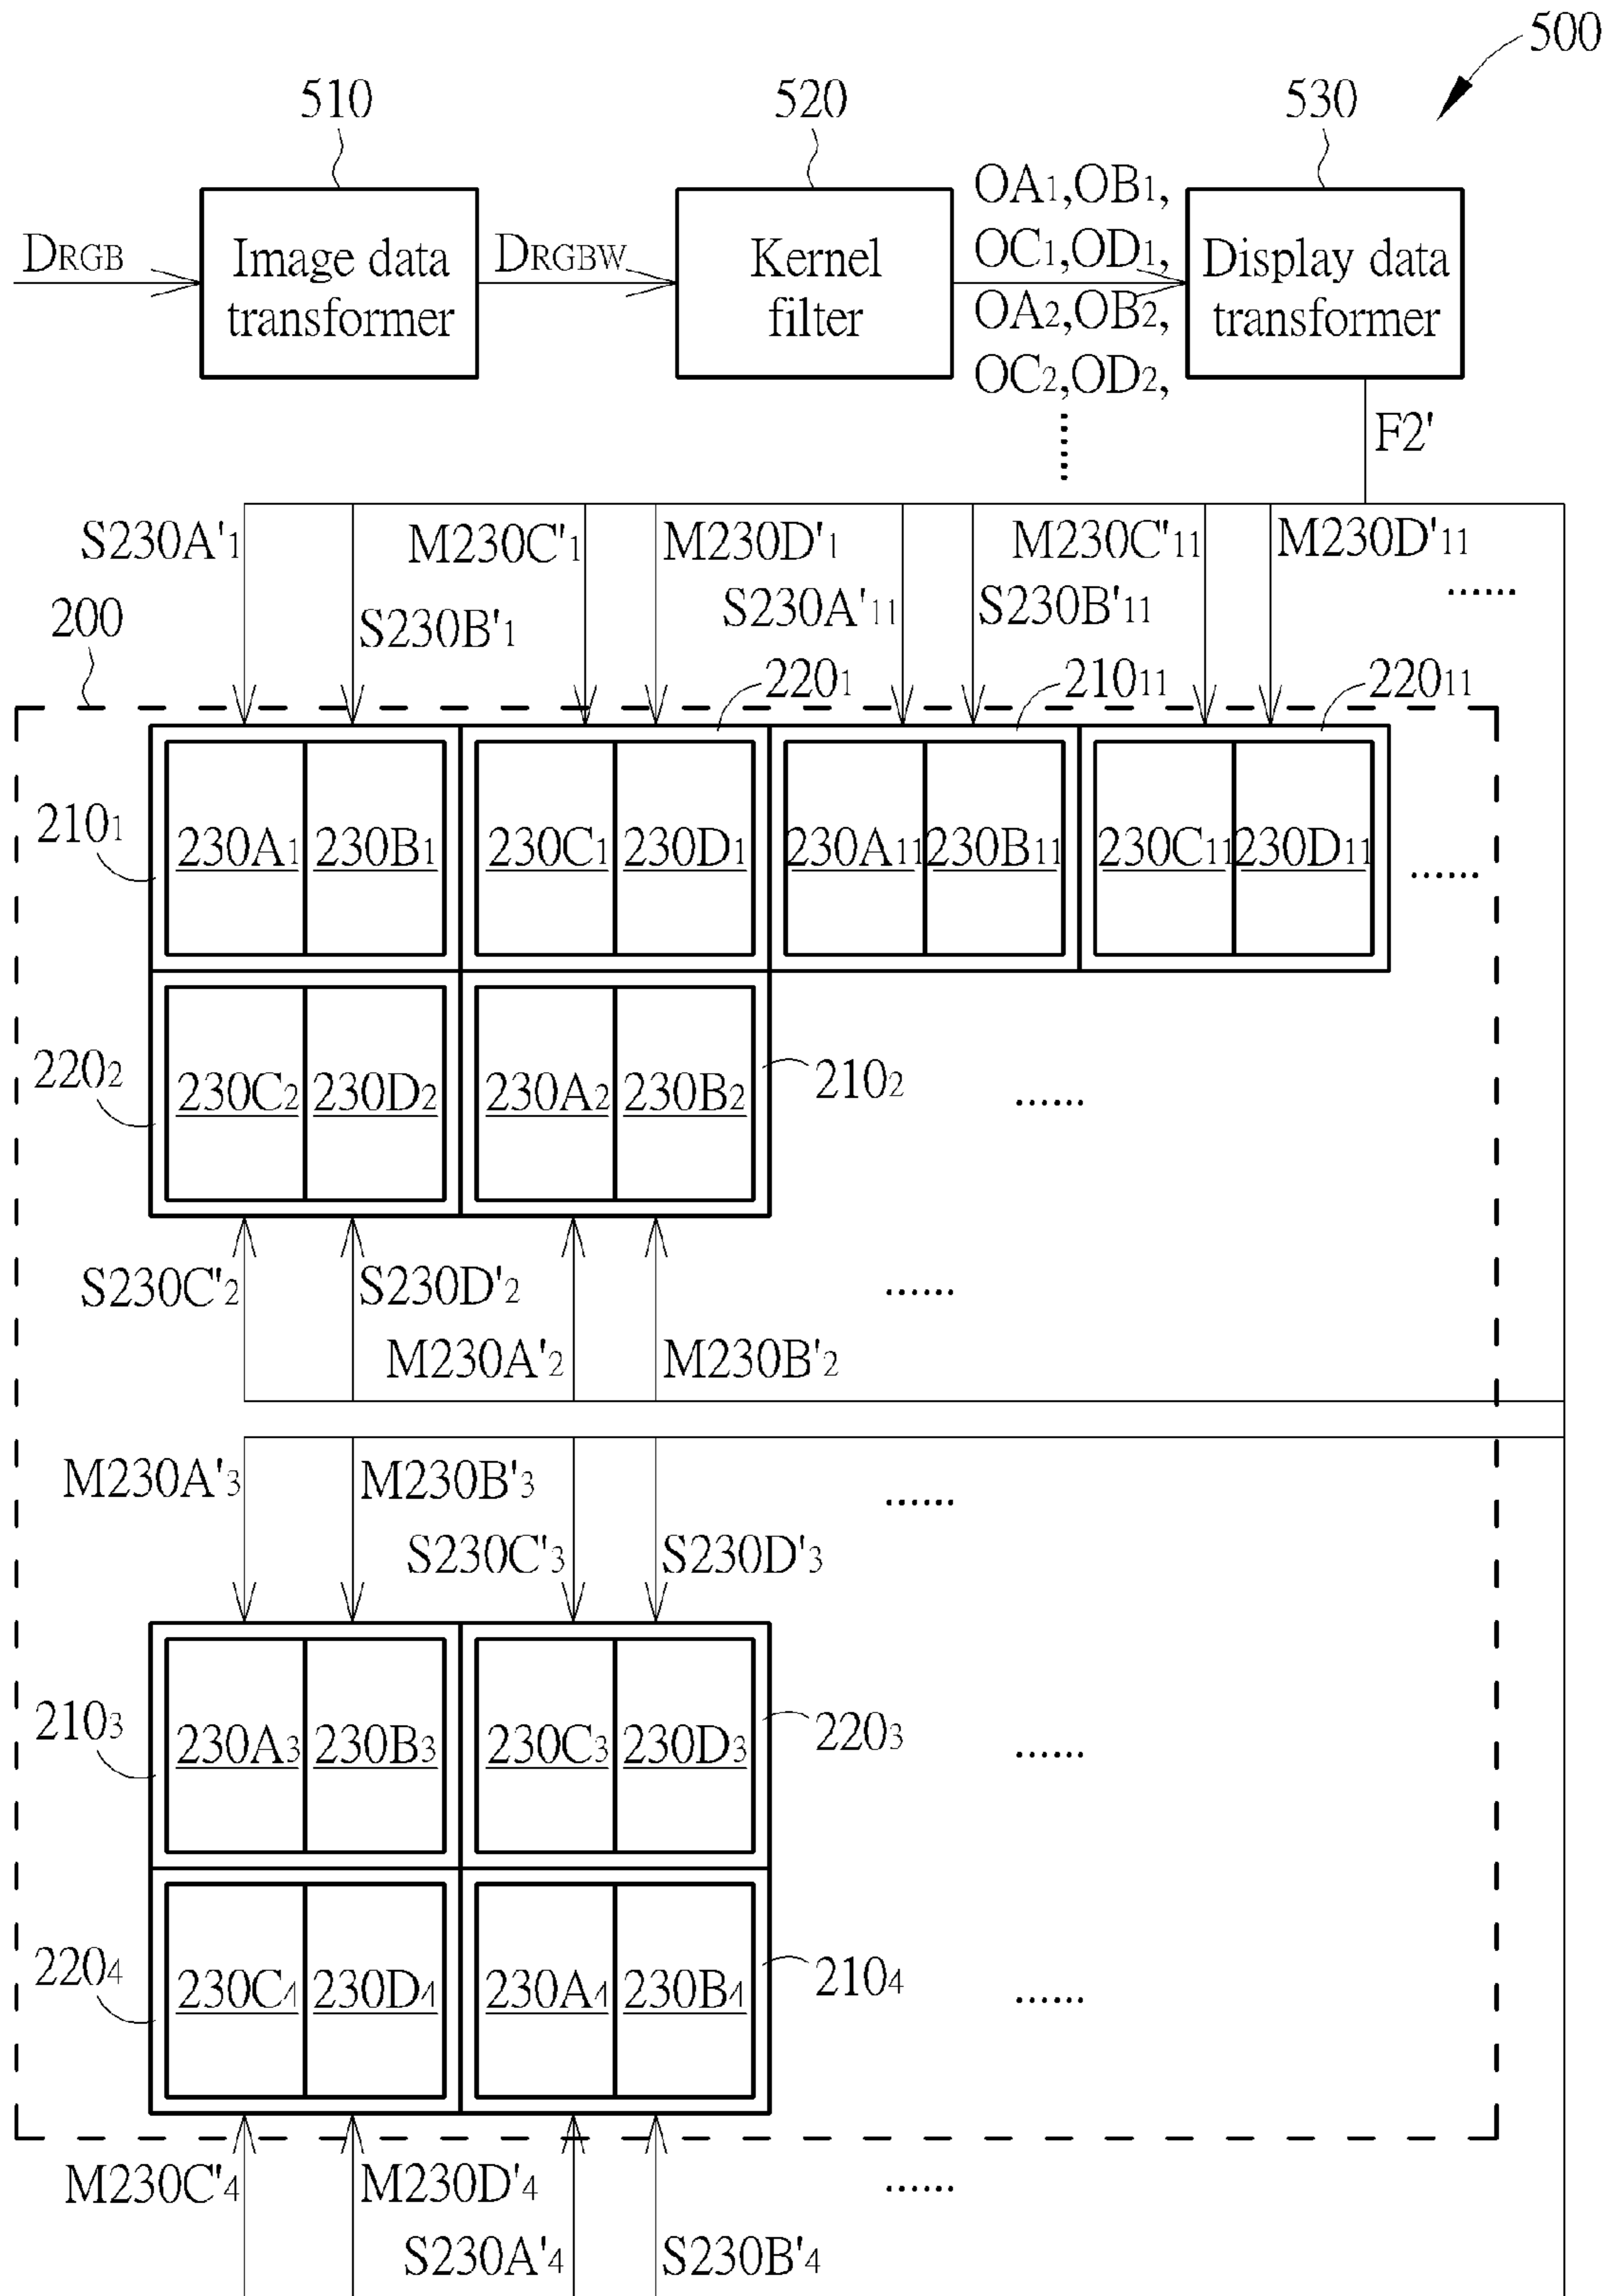 500
510 520 530
DRGB
Image data
transformer
DRGBW
Kernel
filter
OA1,OB1,
OC1,OD1,
OA2,OB2,
OC2,OD2,
Display data
transformer
F2'
S230A'1 M230C'1 M230D'1 M230C'11 M230D'11
S230B'1 S230A'11 S230B'11 ......
200
2201 21011 22011
2101
230A1 230B1 230C1 230D1 230A11 230B11 230C11 230D11 ......
2202
230C2 230D2 230A2 230B2
2102 ......
S230C'2 S230D'2 ......
M230A'2 M230B'2
M230A'3 M230B'3 ......
S230C'3 S230D'3
2103
230A3 230B3 230C3 230D3
2203 ......
2204
230C4 230D4 230A4 230B4
2104 ......
M230C'4 M230D'4 ......
S230A'4 S230B'4